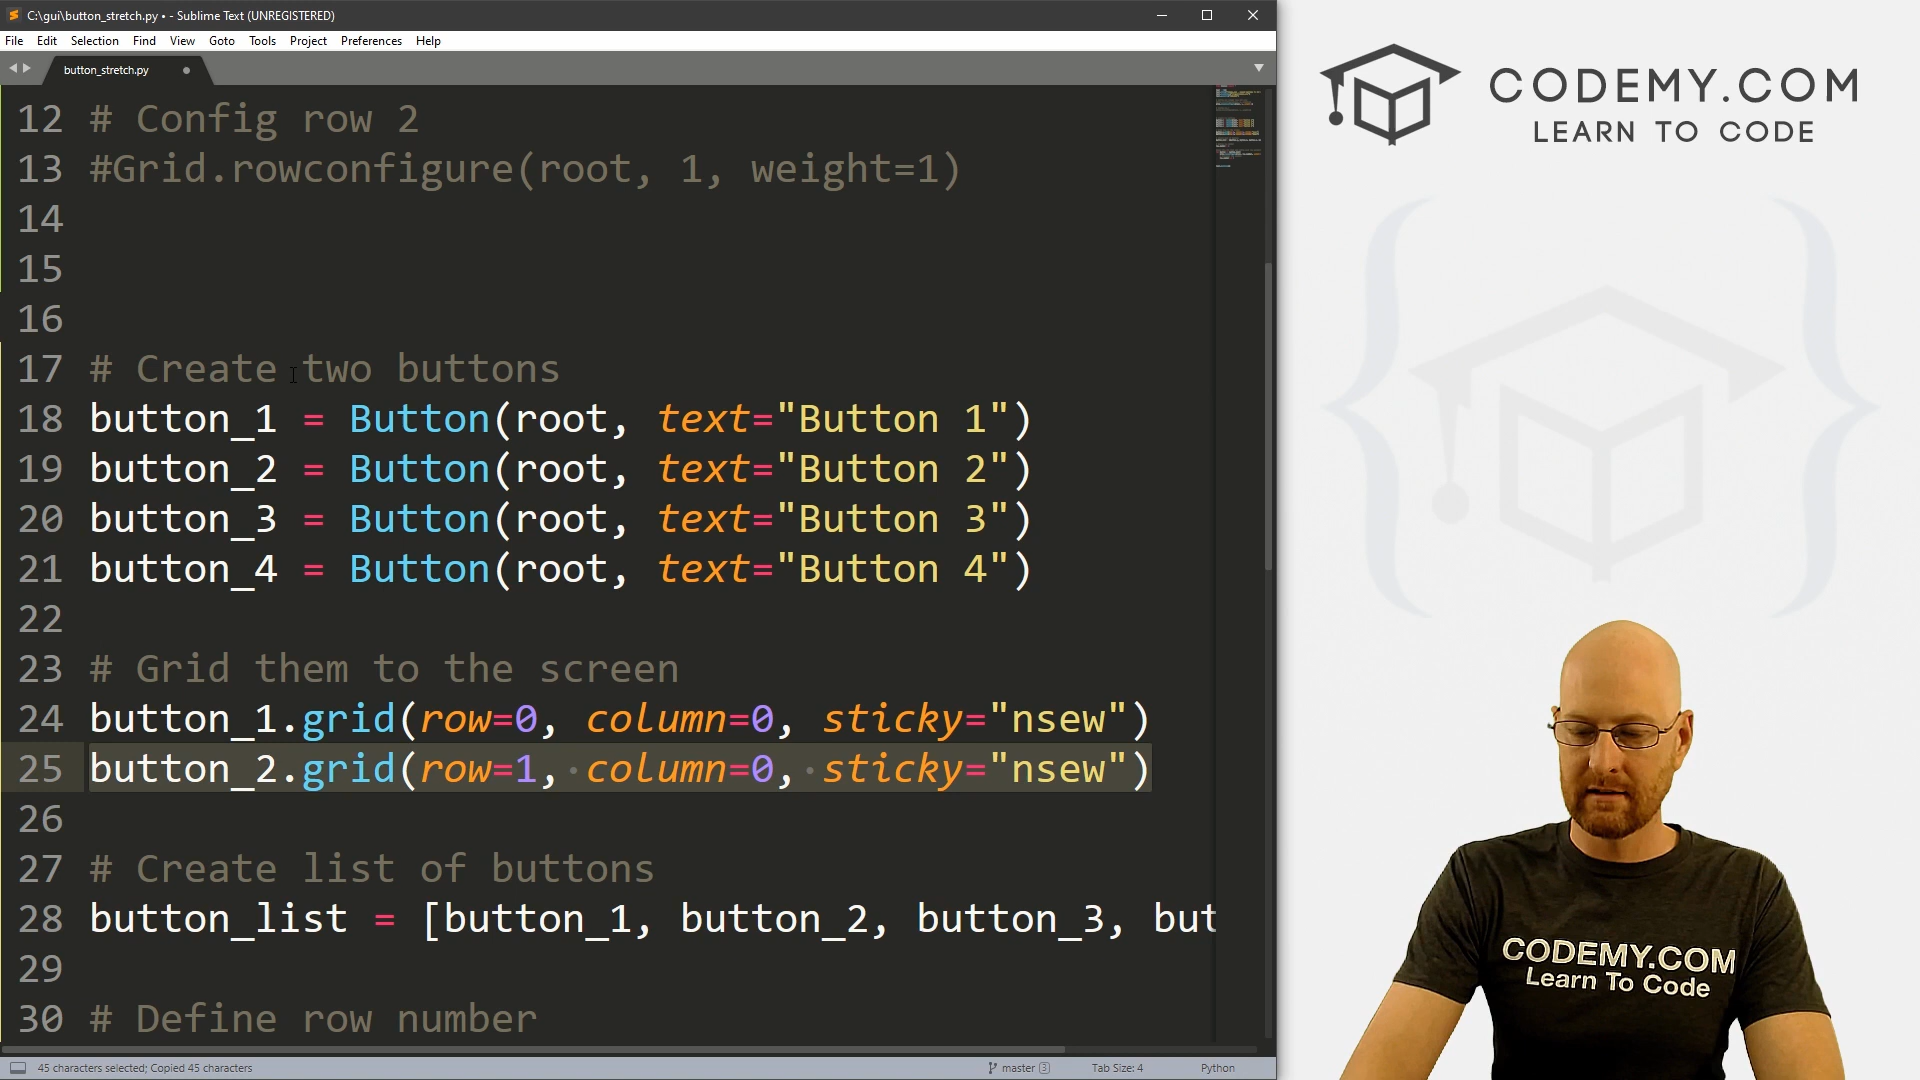 C:\gui\button_stretch.py • - Sublime Text (UNREGISTERED)
File Edit Selection Find View Goto Tools Project Preferences Help
button_stretch.py
12 # Config row 2
13 #Grid.rowconfigure(root, 1, weight=1)
14
15
16
17 # Create two buttons
18 button_1 = Button(root, text="Button 1")
19 button_2 = Button(root, text="Button 2")
20 button_3 = Button(root, text="Button 3")
21 button_4 = Button(root, text="Button 4")
22
23 # Grid them to the screen
24 button_1.grid(row=0, column=0, sticky="nsew")
25 button_2.grid(row=1, column=0, sticky="nsew")
26
27 # Create list of buttons
28 button_list = [button_1, button_2, button_3, but
29
30 # Define row number
45 characters selected; Copied 45 characters
master 3
Tab Size: 4
Python
CODEMY.COM
LEARN TO CODE
CODEMY.COM
Learn To Code